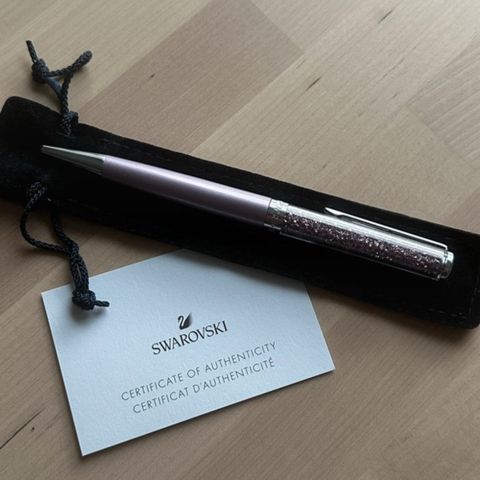 SWAROVSKI
CERTIFICATE OF AUTHENTICITY
CERTIFICAT D'AUTHENTICITÉ